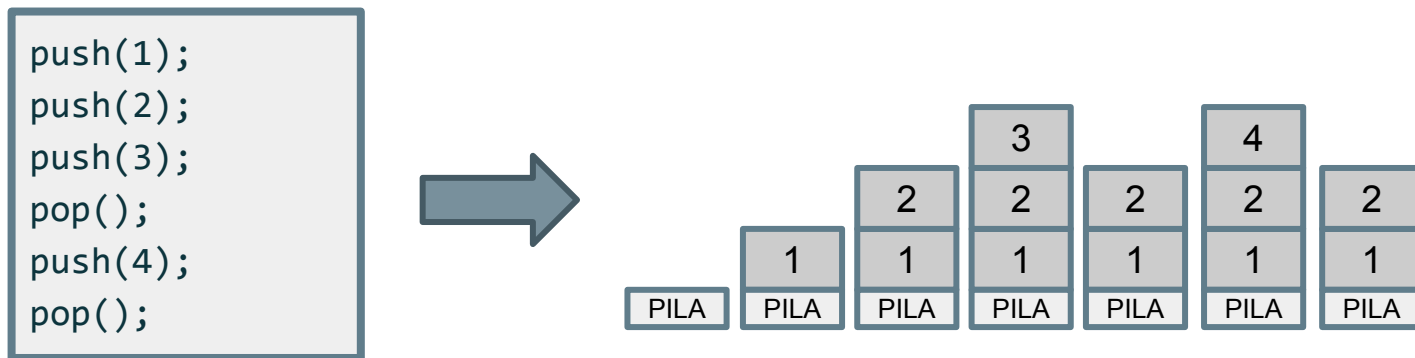 push(1);
push(2);
push(3);
pop();
push(4);
pop();
3 4
2 2 2 2 2
1 1 1 1 1 1
PILA PILA PILA PILA PILA PILA PILA